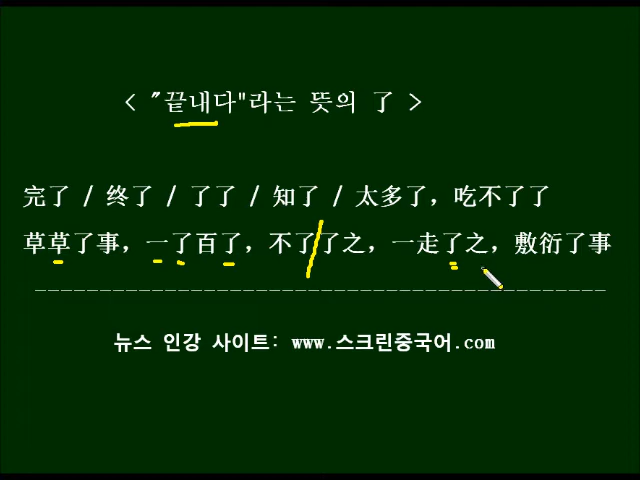 < "끝내다"라는 뜻의 了 >
完了 / 终了 / 了了 / 知了 / 太多了, 吃不了了
草草了事, 一了百了, 不了了之, 一走了之, 敷衍了事
뉴스 인강 사이트: www.스크린중국어.com